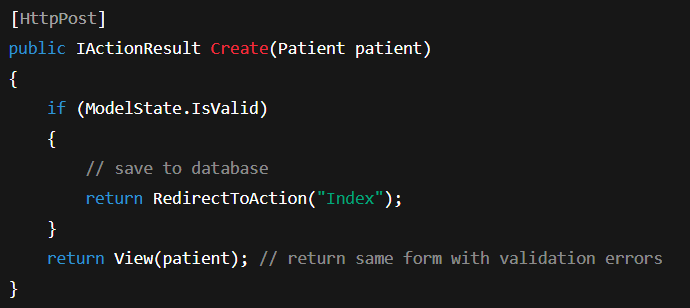 [HttpPost]
public IActionResult Create(Patient patient)
{
    if (ModelState.IsValid)
    {
        // save to database
        return RedirectToAction("Index");
    }
    return View(patient); // return same form with validation errors
}